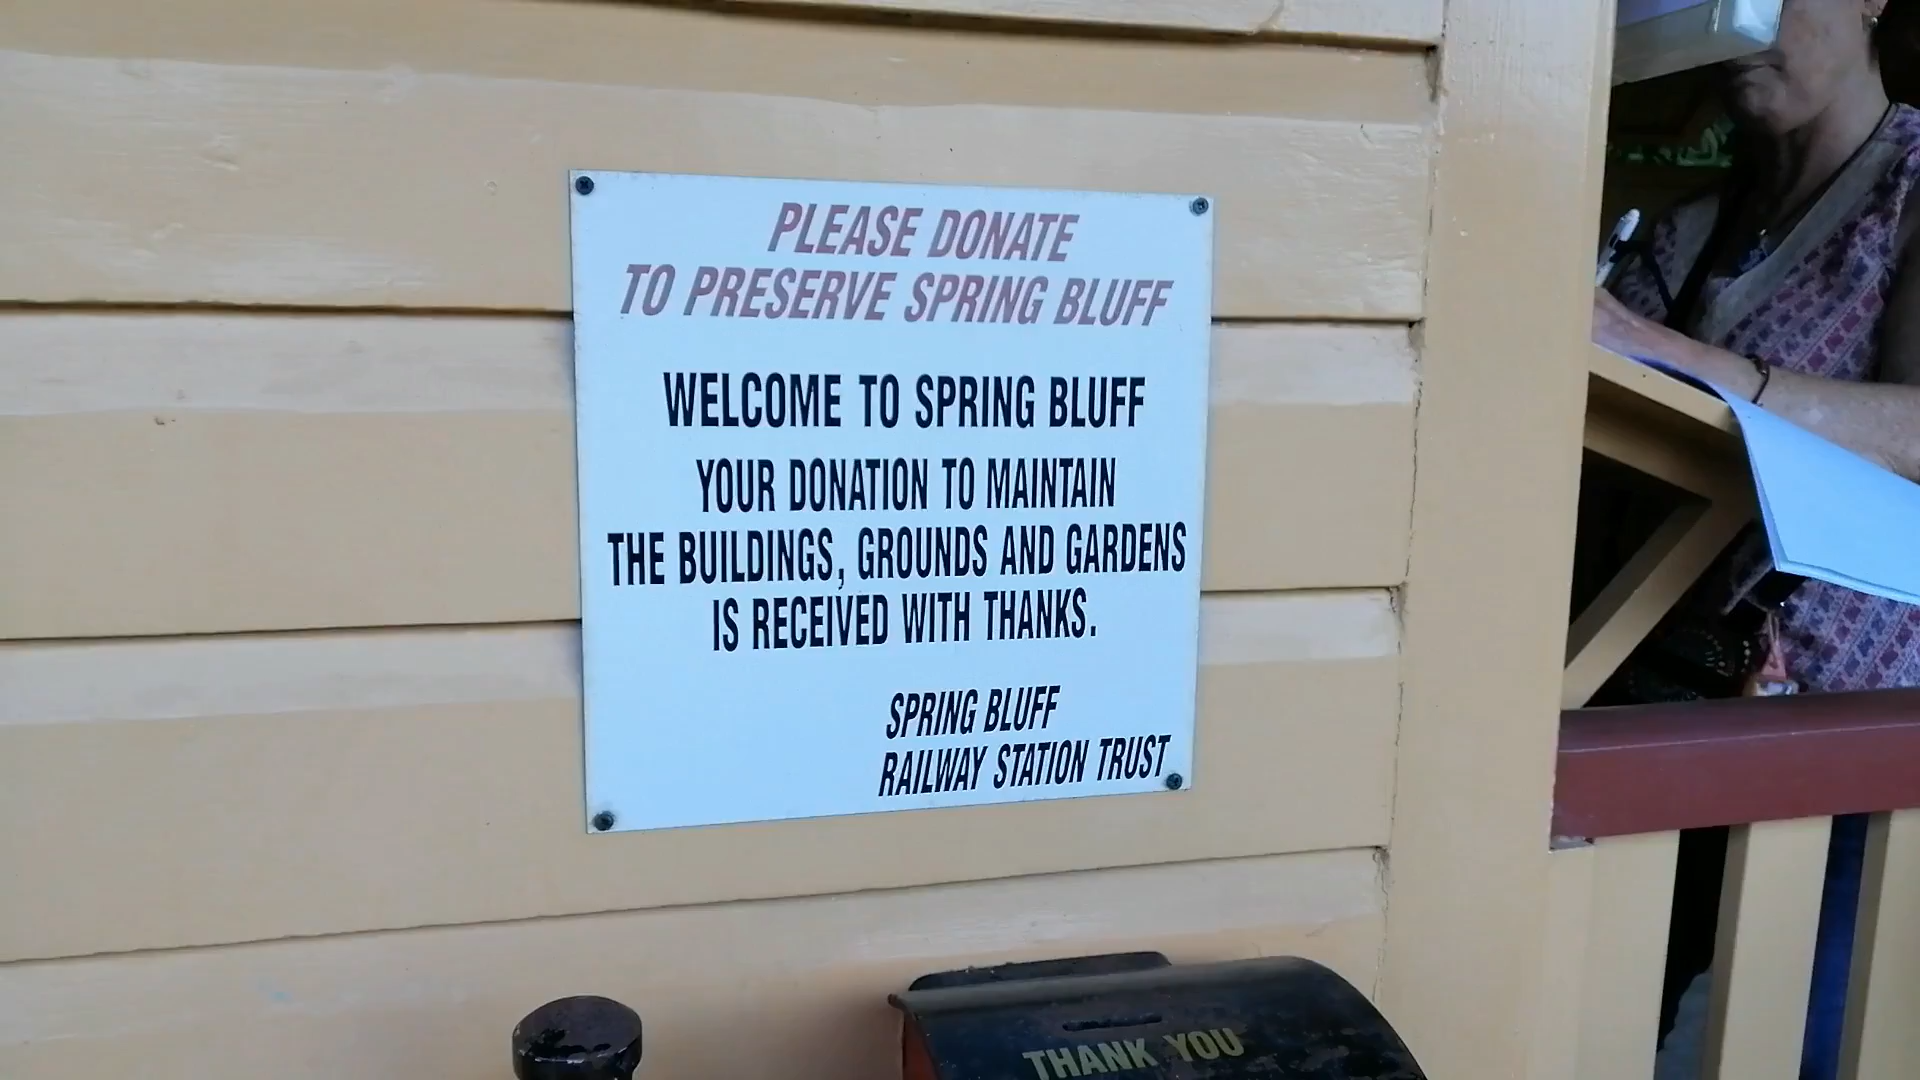 PLEASE DONATE
TO PRESERVE SPRING BLUFF
WELCOME TO SPRING BLUFF
YOUR DONATION TO MAINTAIN
THE BUILDINGS, GROUNDS AND GARDENS
IS RECEIVED WITH THANKS.
SPRING BLUFF
RAILWAY STATION TRUST
THANK YOU